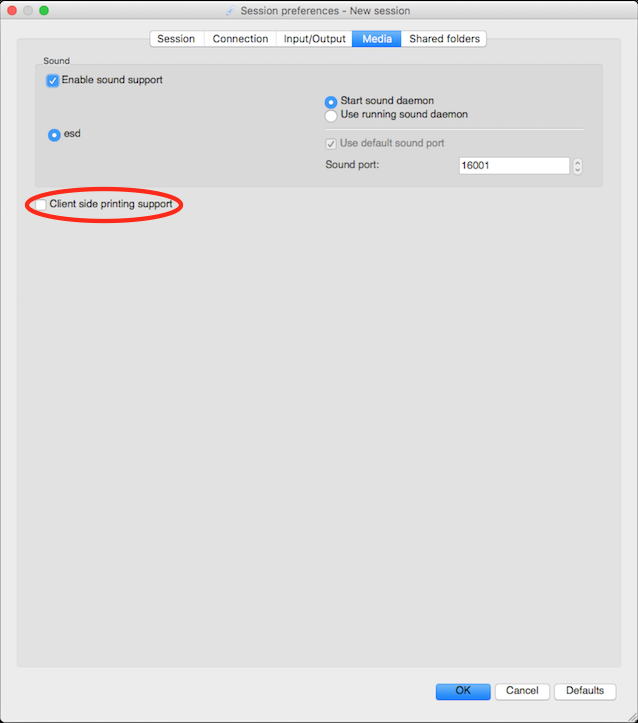 Session preferences - New session
Session Connection Input/Output Media Shared folders
Sound
Enable sound support
Start sound daemon
Use running sound daemon
esd
Use default sound port
Sound port: 16001
Client side printing support
OK Cancel Defaults